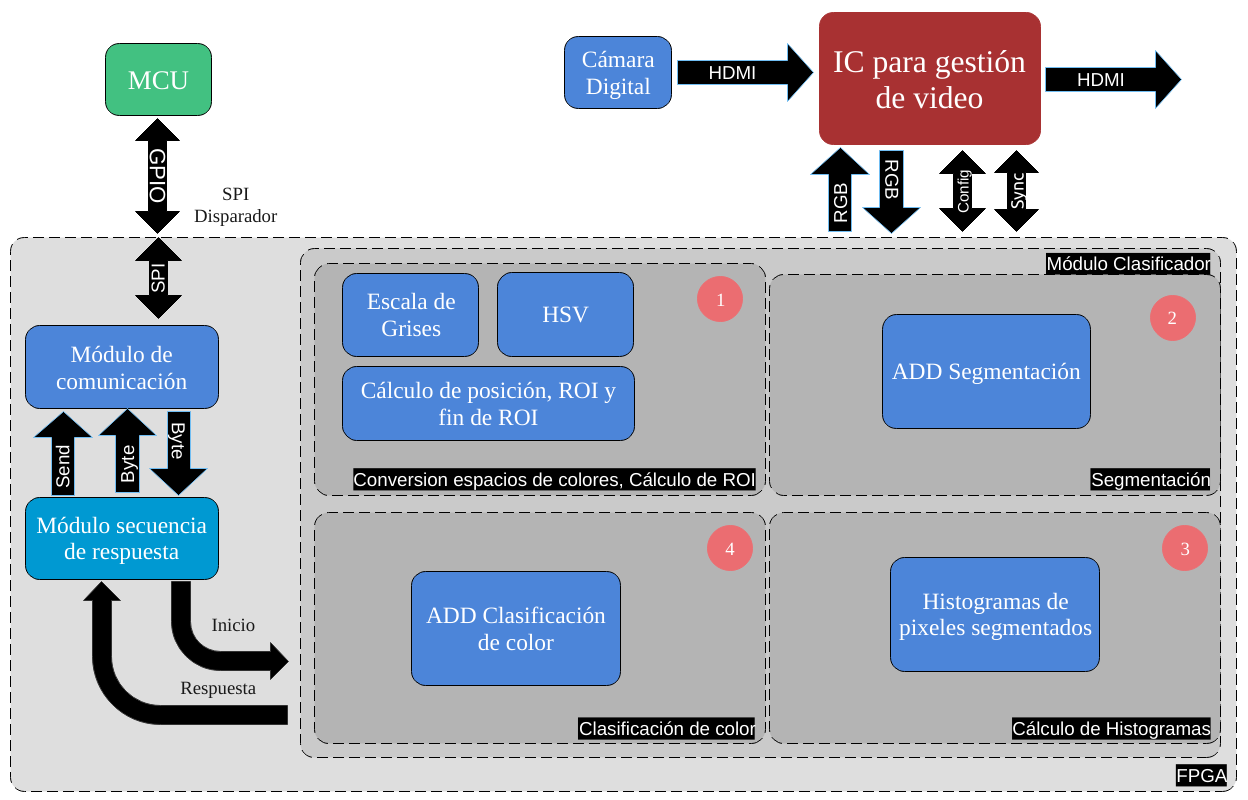 MCU
Cámara
Digital
HDMI
IC para gestión
de video
HDMI
GPIO
SPI
Disparador
RGB
RGB
Config
Sync
SPI
Módulo Clasificador
Escala de
Grises
HSV
1
2
Cálculo de posición, ROI y
fin de ROI
ADD Segmentación
Conversion espacios de colores, Cálculo de ROI
Segmentación
Módulo de
comunicación
Send
Byte
Byte
Módulo secuencia
de respuesta
Inicio
Respuesta
4
3
ADD Clasificación
de color
Histogramas de
pixeles segmentados
Clasificación de color
Cálculo de Histogramas
FPGA